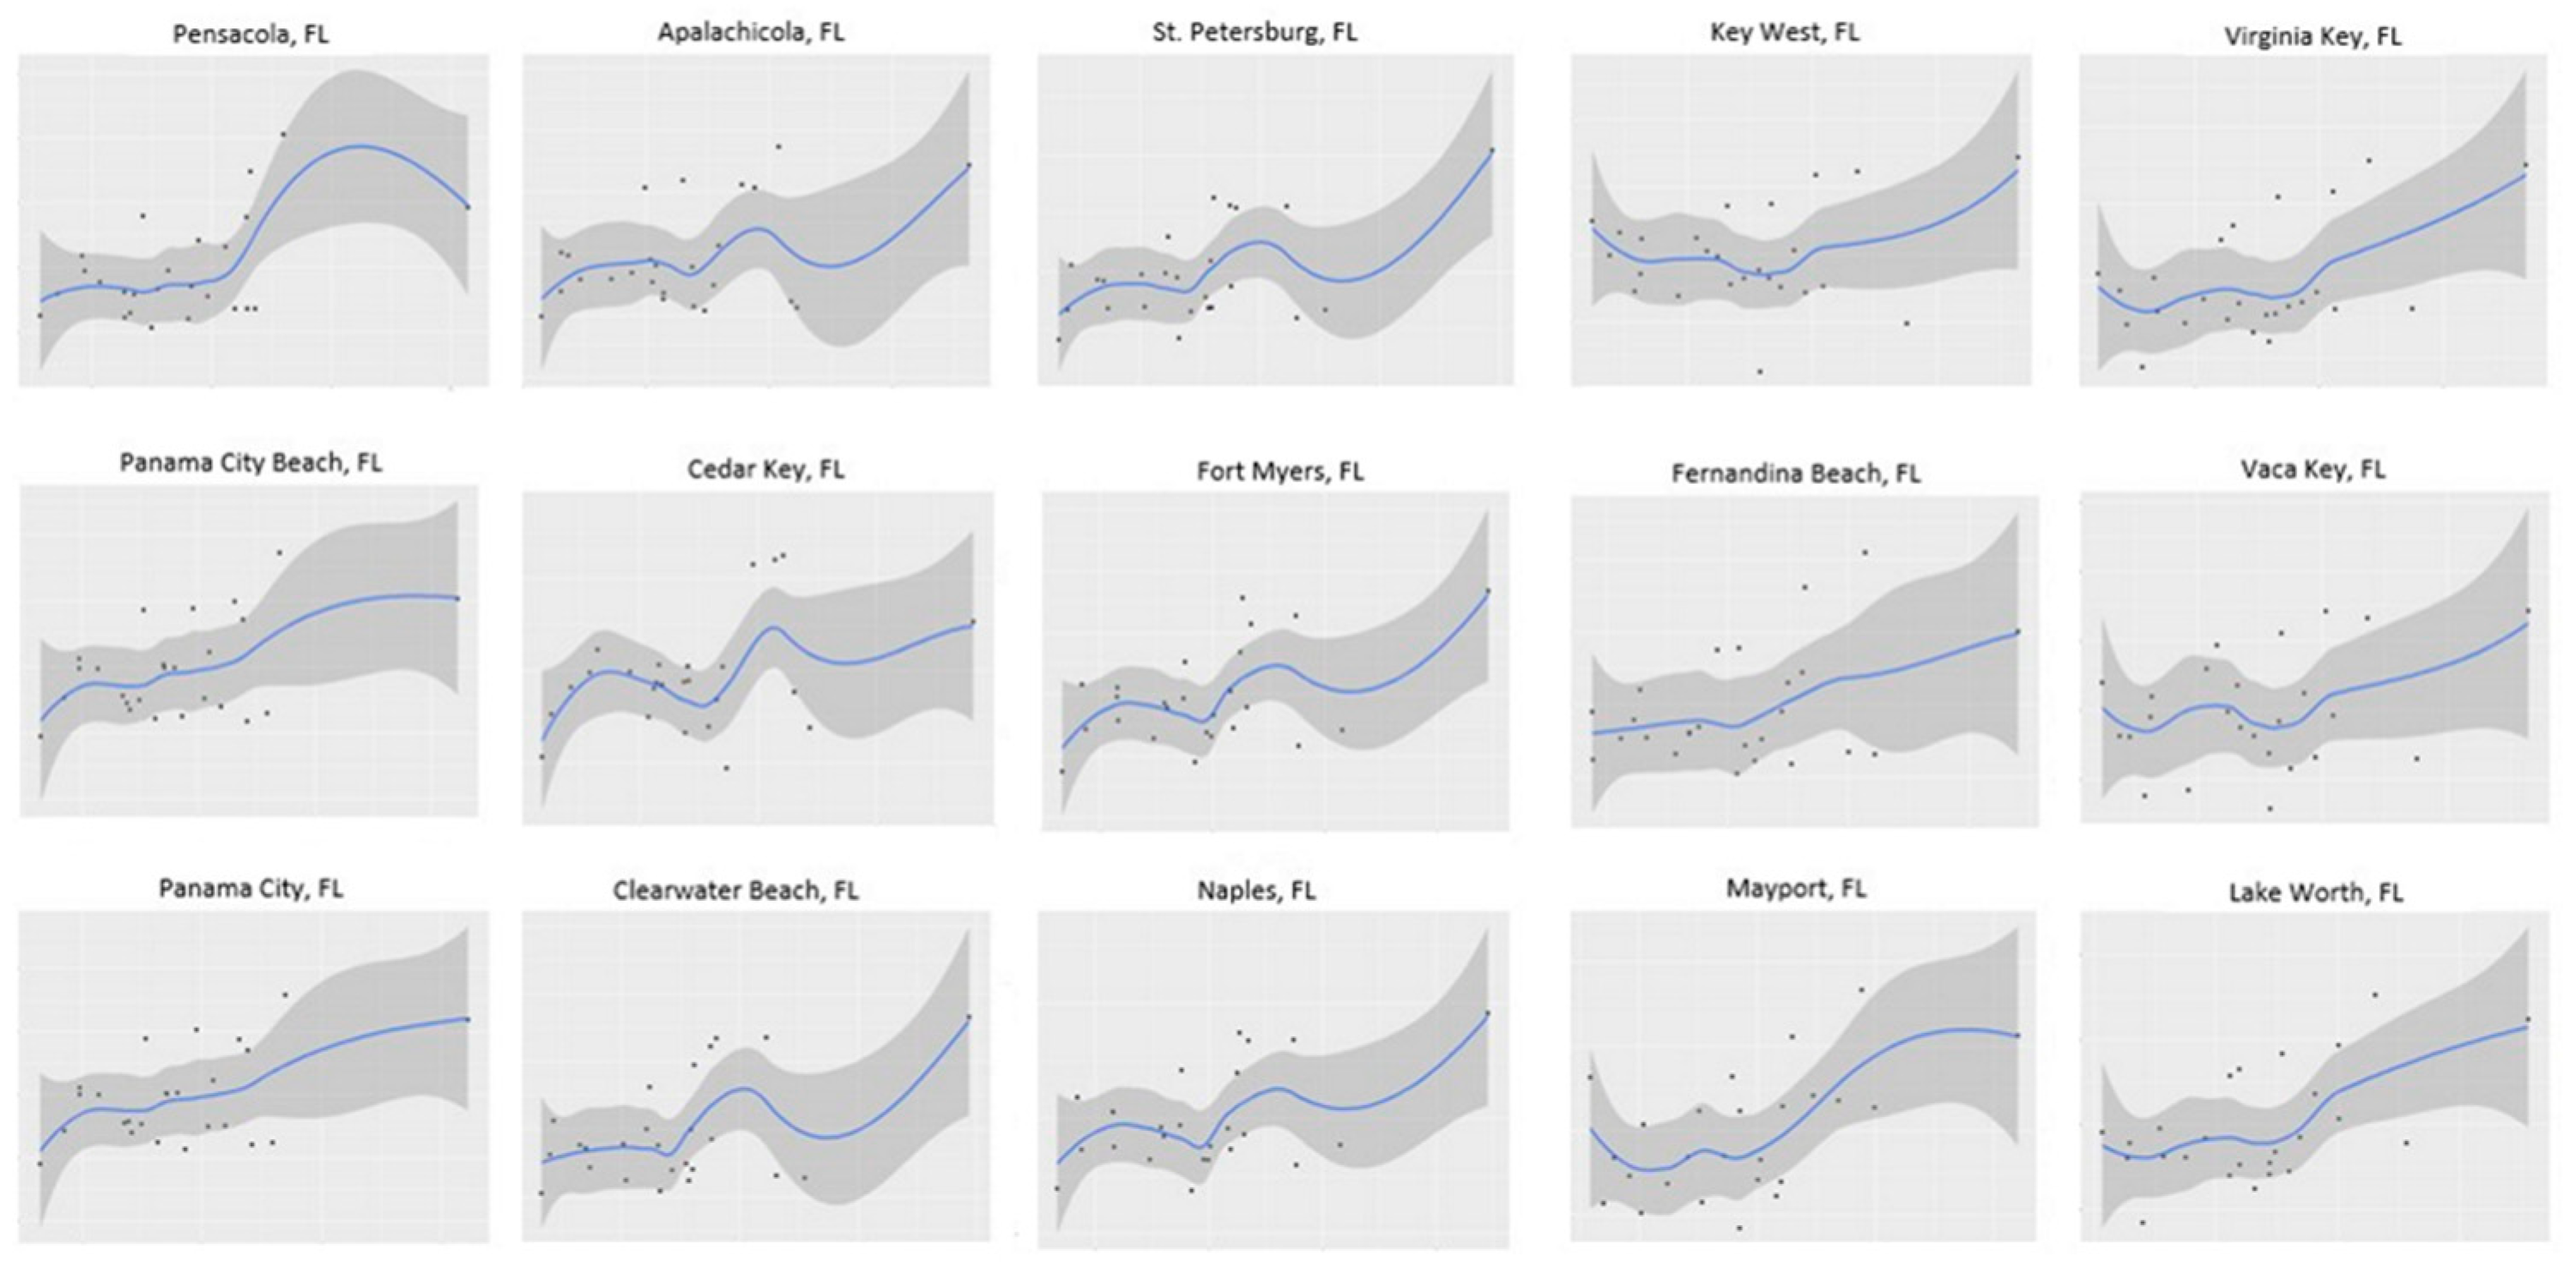 Pensacola, FL
Apalachicola, FL
St. Petersburg, FL
Key West, FL
Virginia Key, FL
Panama City Beach, FL
Cedar Key, FL
Fort Myers, FL
Fernandina Beach, FL
Vaca Key, FL
Panama City, FL
Clearwater Beach, FL
Naples, FL
Mayport, FL
Lake Worth, FL